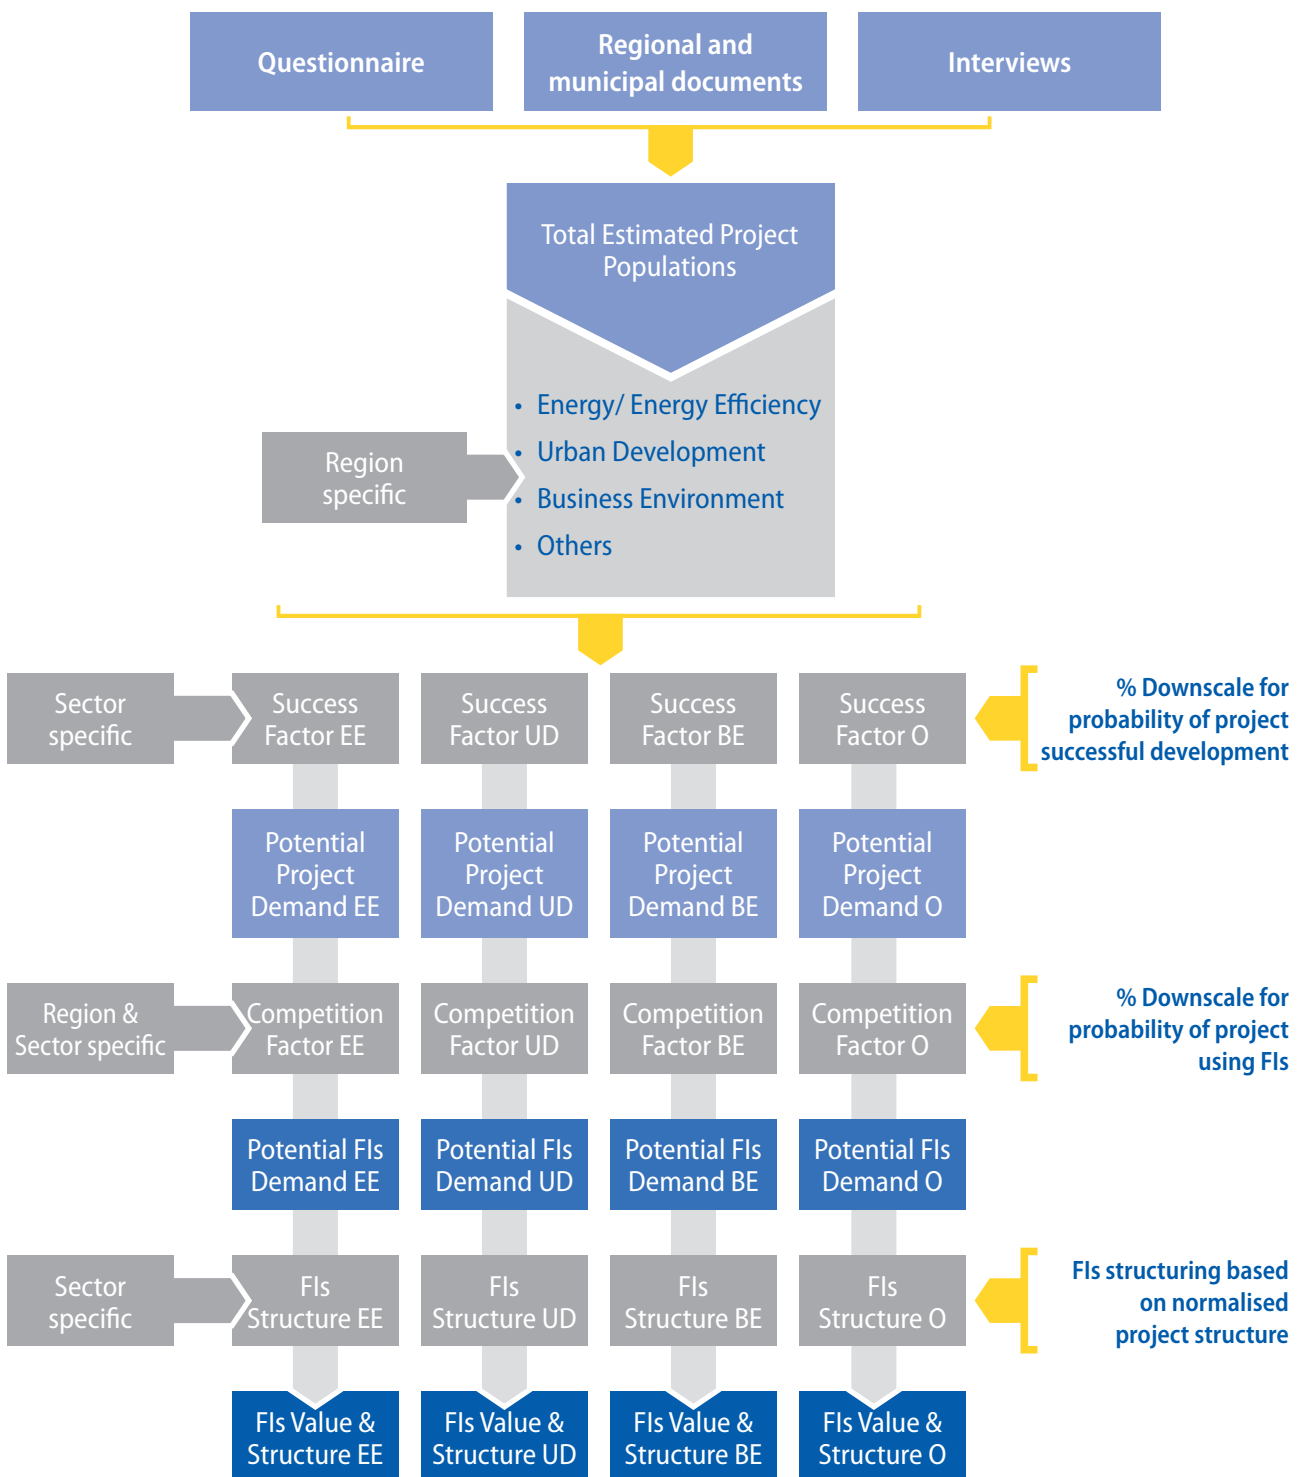 Questionnaire
Regional and
municipal documents
Interviews
Total Estimated Project
Populations
• Energy/ Energy Efficiency
• Urban Development
• Business Environment
• Others
Region
specific
Sector
specific
Success
Factor EE
Success
Factor UD
Success
Factor BE
Success
Factor O
% Downscale for
probability of project
successful development
Potential
Project
Demand EE
Potential
Project
Demand UD
Potential
Project
Demand BE
Potential
Project
Demand O
Region &
Sector specific
Competition
Factor EE
Competition
Factor UD
Competition
Factor BE
Competition
Factor O
% Downscale for
probability of project
using FIs
Potential FIs
Demand EE
Potential FIs
Demand UD
Potential FIs
Demand BE
Potential FIs
Demand O
Sector
specific
FIs
Structure EE
FIs
Structure UD
FIs
Structure BE
FIs
Structure O
FIs structuring based
on normalised
project structure
FIs Value &
Structure EE
FIs Value &
Structure UD
FIs Value &
Structure BE
FIs Value &
Structure O